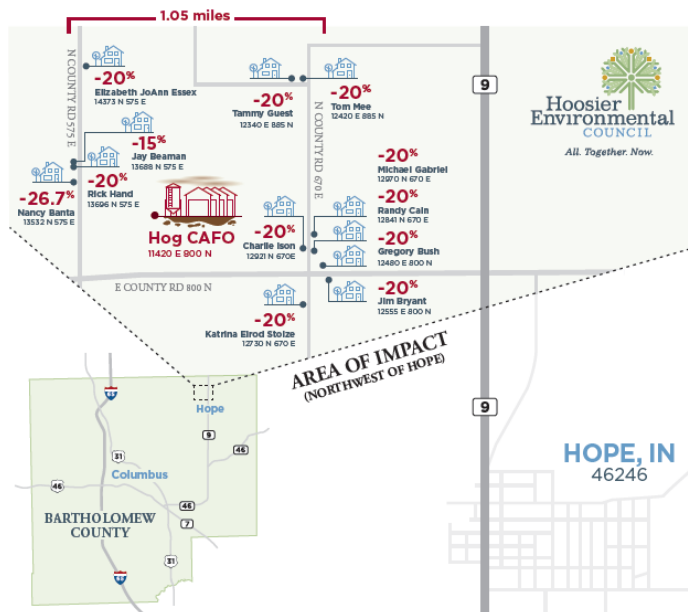 1.05 miles
N COUNTY RD 575 E
-20%
Elizabeth JoAnn Essex
14373 N 575 E
-20%
Tammy Guest
12340 E 885 N
-20%
Tom Mee
12420 E 885 N
9
Hoosier
Environmental
COUNCIL
All. Together. Now.
-15%
Jay Beaman
13688 N 575 E
-20%
Rick Hand
13696 N 575 E
-26.7%
Nancy Banta
13532 N 575 E
Hog CAFO
11420 E 800 N
N COUNTY RD 670 E
-20%
Michael Gabriel
12970 N 670 E
-20%
Randy Cain
12841 N 670 E
-20%
Charlie Ison
12921 N 670E
-20%
Gregory Bush
12480 E 800 N
E COUNTY RD 800 N
-20%
Jim Bryant
12555 E 800 N
-20%
Katrina Elrod Stolze
12730 N 670 E
AREA OF IMPACT
(NORTHWEST OF HOPE)
9
HOPE, IN
46246
65
Hope
9
31
46
Columbus
46
46
7
BARTHOLOMEW
COUNTY
31
65